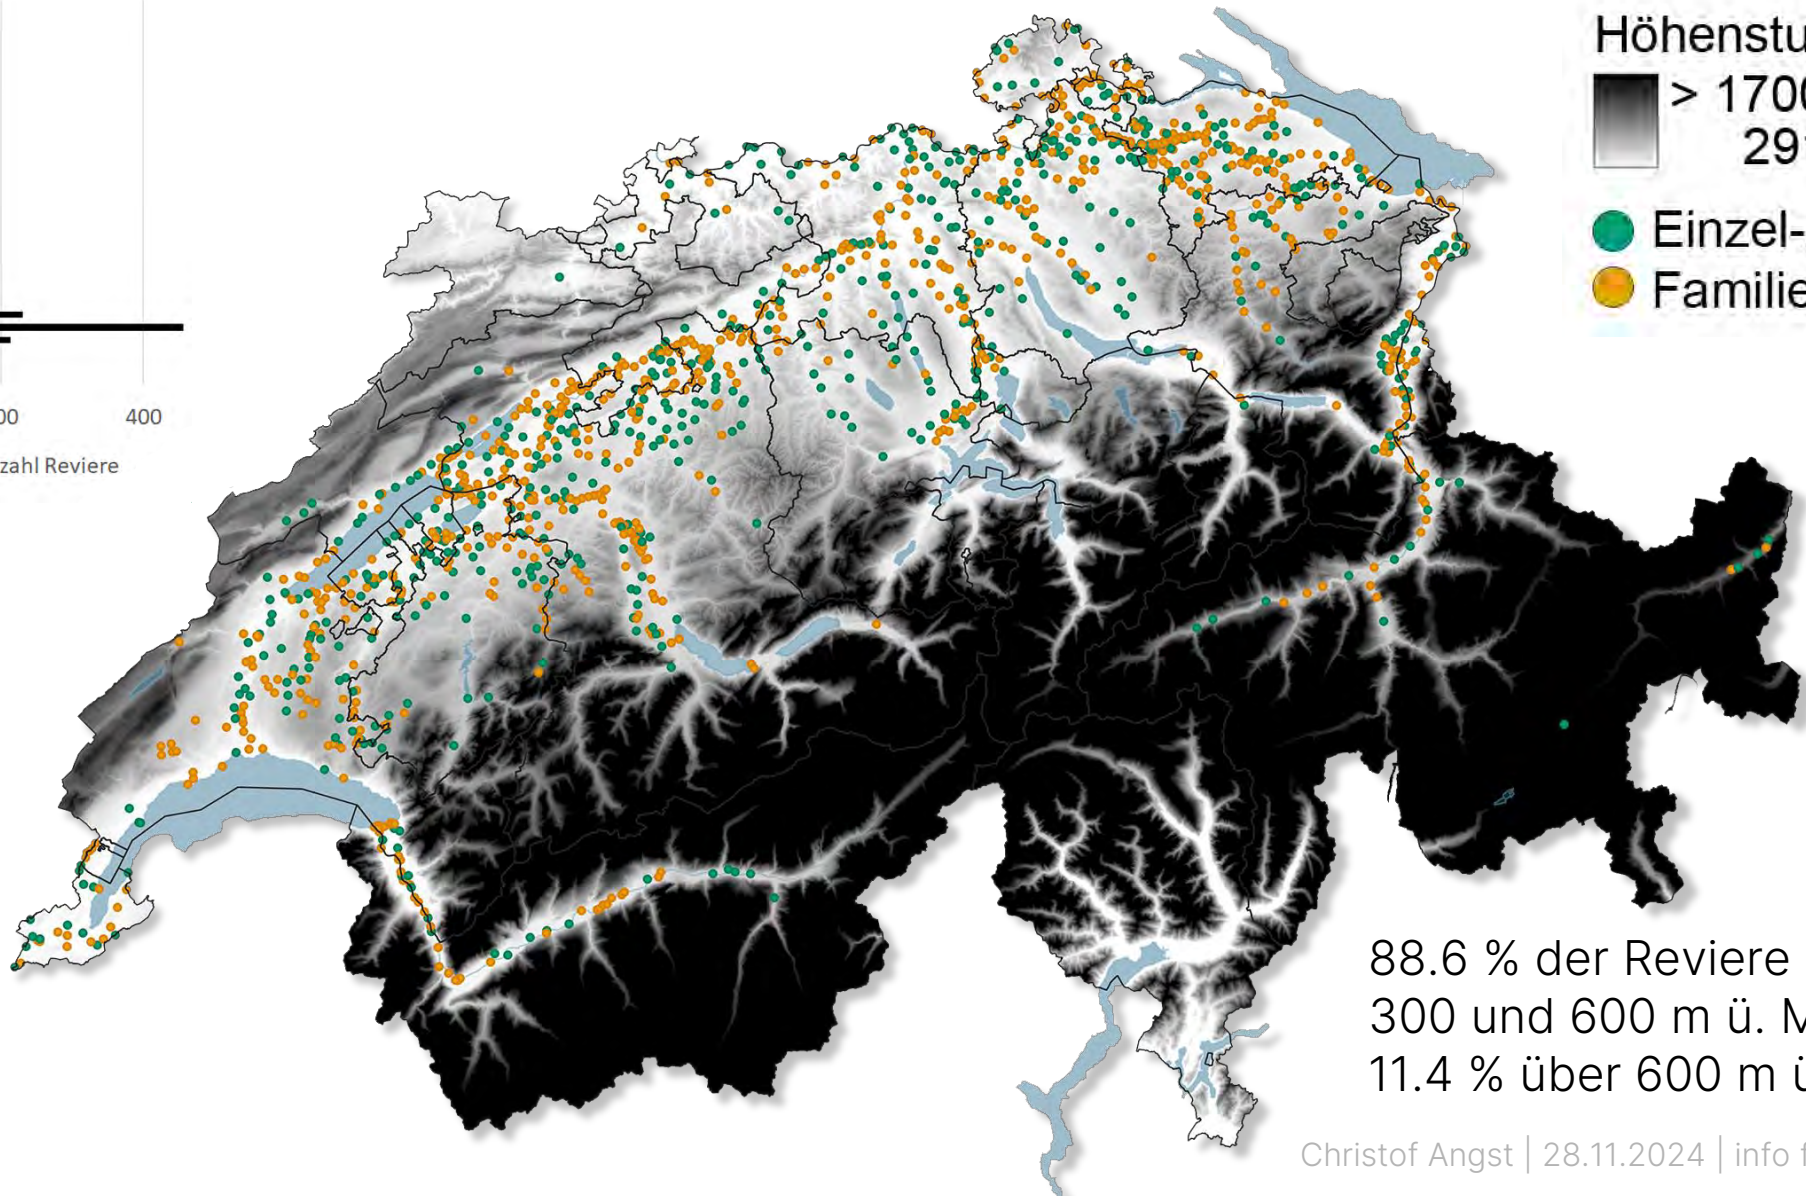 Höhenstu
> 1700
29
Einzel-
Familie
00
400
zahl Reviere
88.6 % der Reviere
300 und 600 m ü. M
11.4 % über 600 m ü
Christof Angst | 28.11.2024 | info f